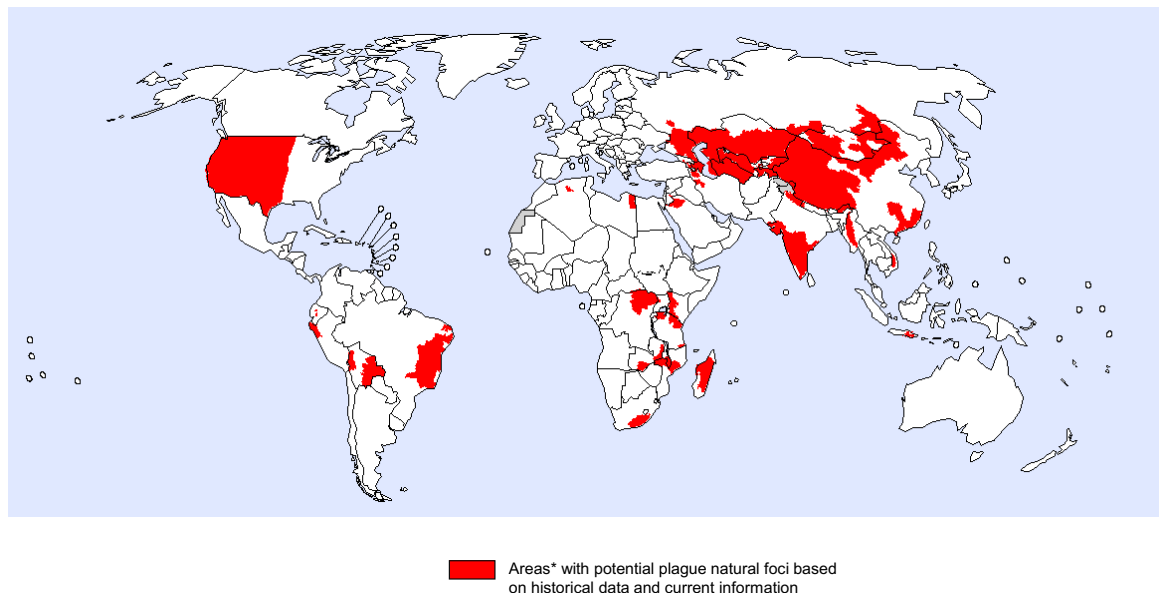 Areas* with potential plague natural foci based
on historical data and current information